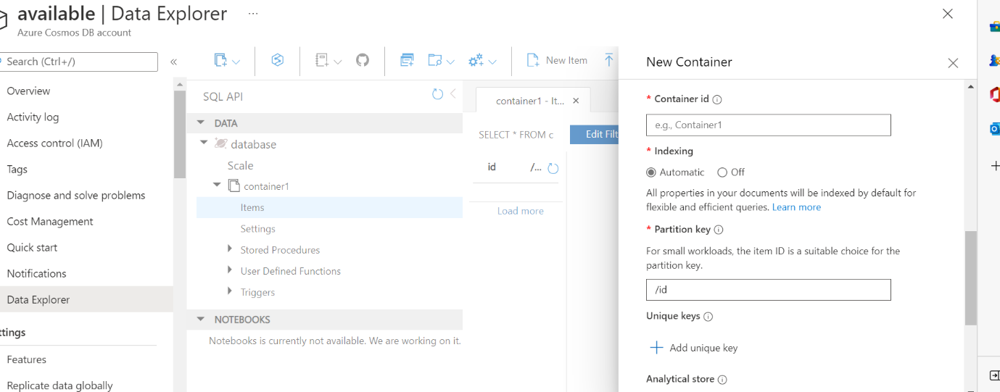 available | Data Explorer ...
Azure Cosmos DB account
Search (Ctrl+/)
«
Overview
Activity log
Access control (IAM)
Tags
Diagnose and solve problems
Cost Management
Quick start
Notifications
Data Explorer
ttings
Features
Replicate data globally
New Item
SQL API
DATA
database
Scale
container1
Items
Settings
Stored Procedures
User Defined Functions
Triggers
NOTEBOOKS
Notebooks is currently not available. We are working on it.
container1 - It...
SELECT * FROM c
Edit Filt
id /...
Load more
New Container
* Container id
e.g., Container1
* Indexing
Automatic Off
All properties in your documents will be indexed by default for
flexible and efficient queries. Learn more
* Partition key
For small workloads, the item ID is a suitable choice for the
partition key.
/id
Unique keys
Add unique key
Analytical store